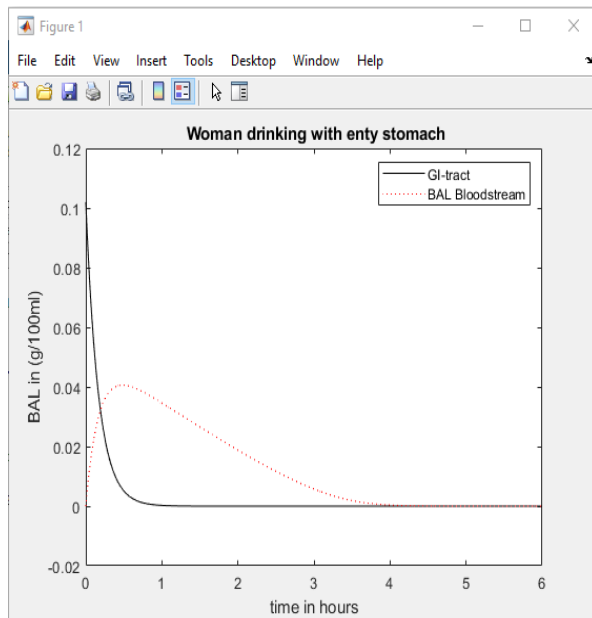 Figure 1
File Edit View Insert Tools Desktop Window Help
Woman drinking with enty stomach
GI-tract
BAL Bloodstream
BAL in (g/100ml)
0.12
0.1
0.08
0.06
0.04
0.02
0
-0.02
0 1 2 3 4 5 6
time in hours